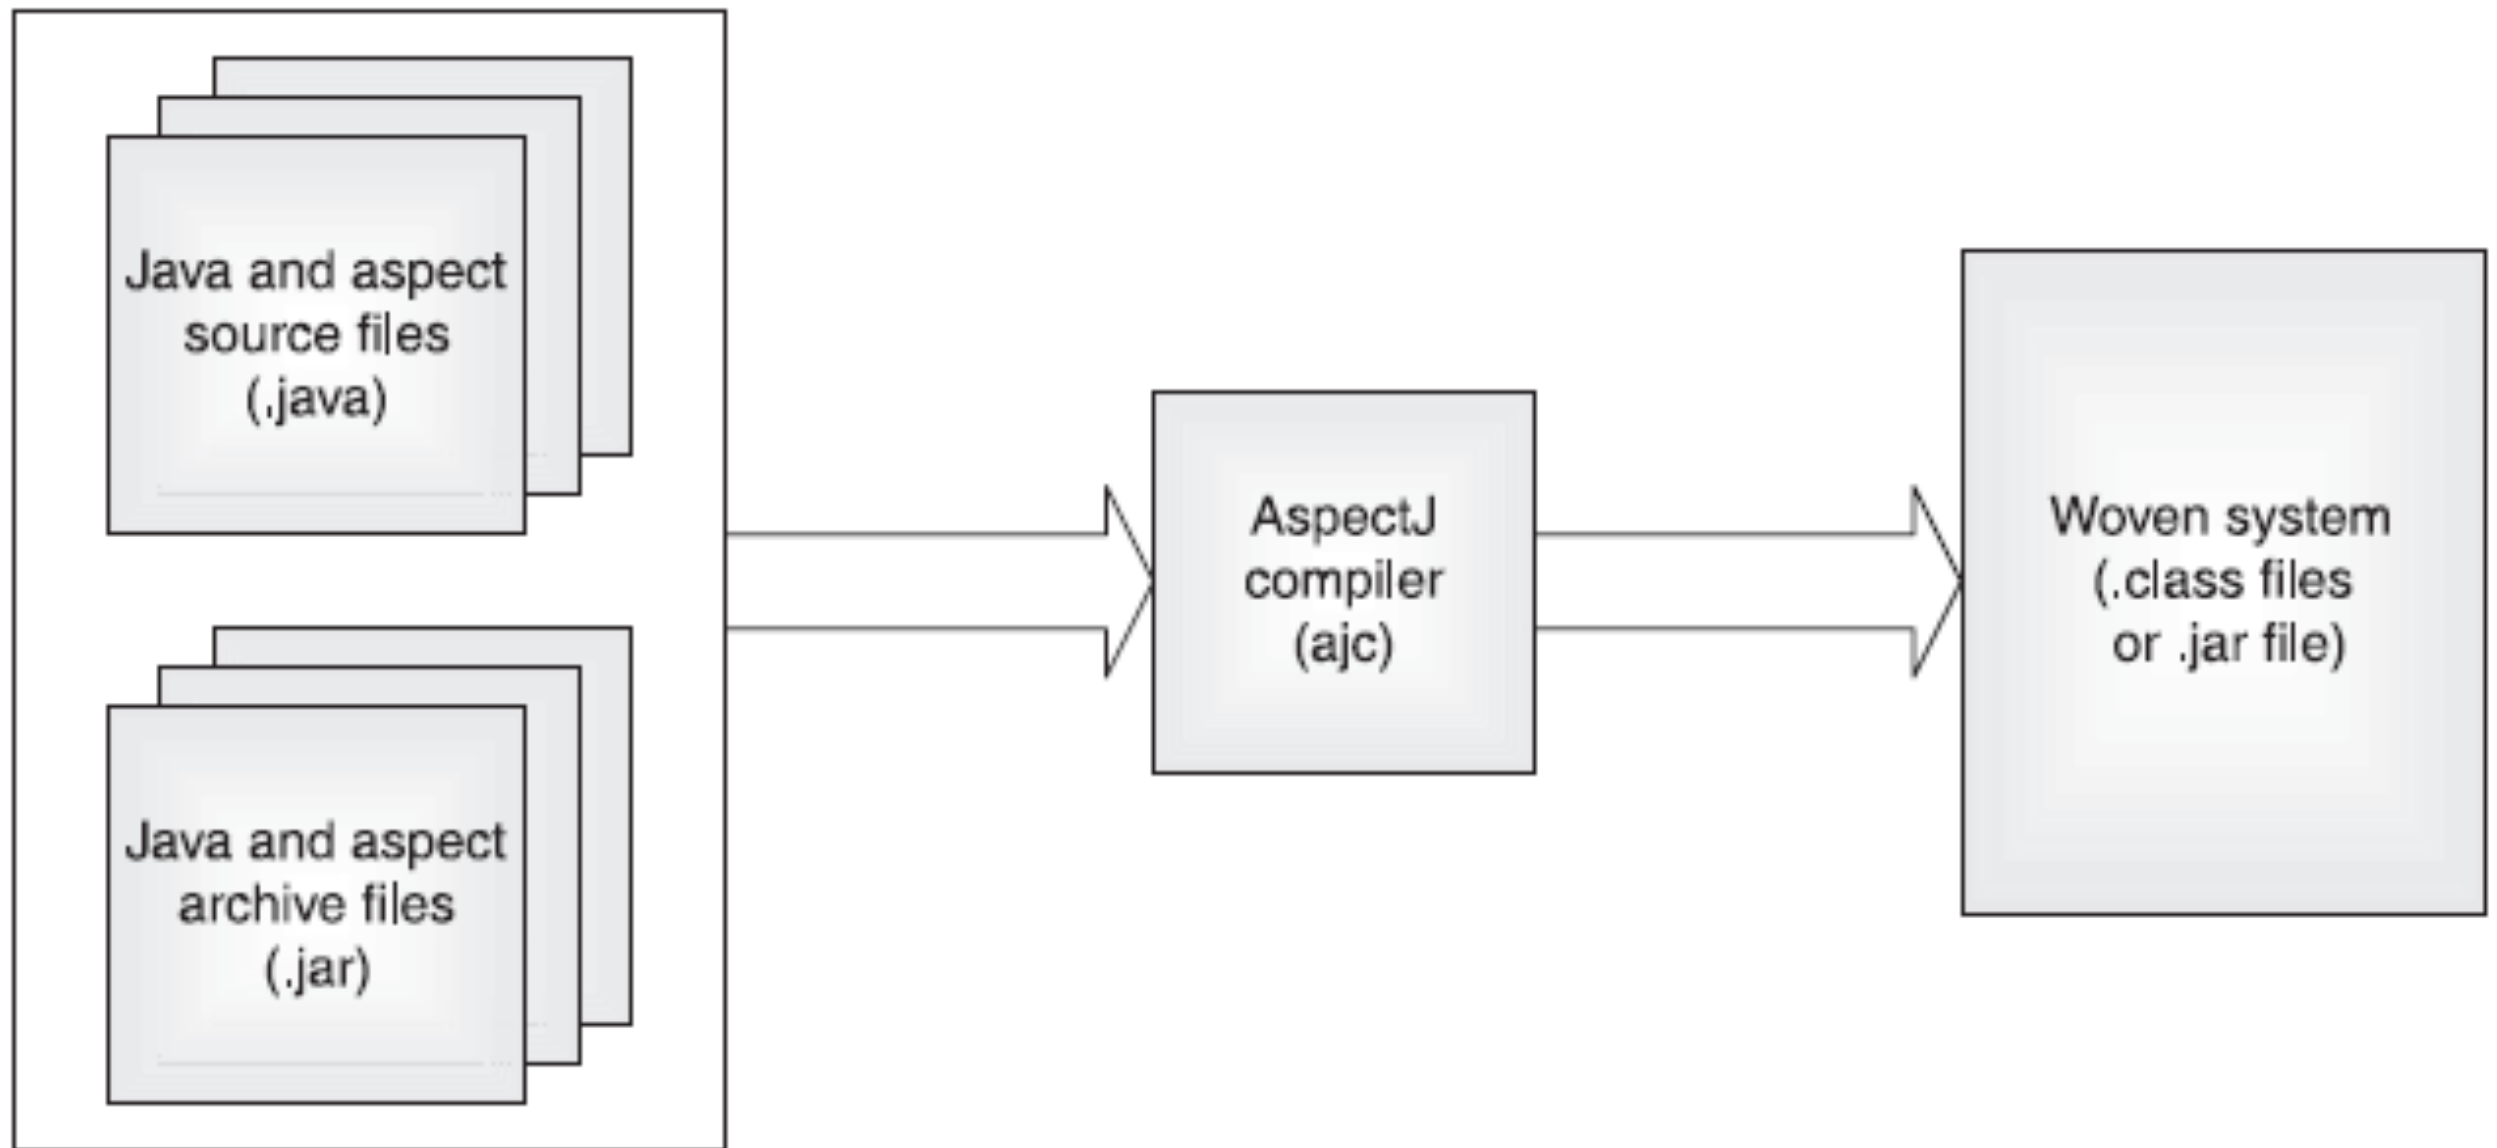 Java and aspect
source files
(.java)
Java and aspect
archive files
(.jar)
AspectJ
compiler
(ajc)
Woven system
(.class files
or .jar file)